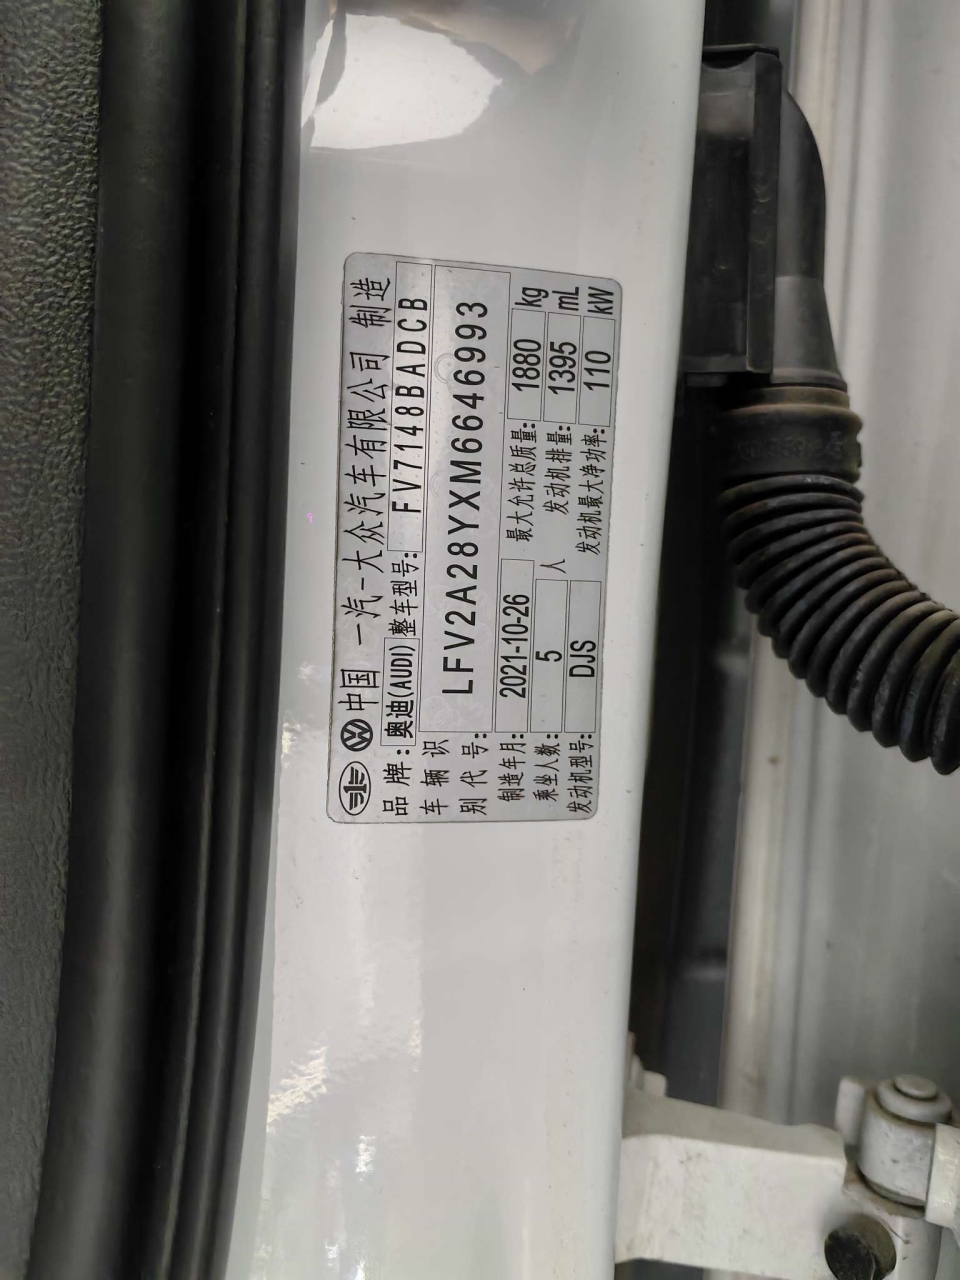 中国 一汽-大众汽车有限公司 制造
品牌: 奥迪(AUDI) 整车型号: FV7148BADCB
车辆识别代号: LFV2A28YXM6646993
制造年月: 2021-10-26 最大允许总质量: 1880 kg
乘坐人数: 5 人 发动机排量: 1395 mL
发动机型号: DJS 发动机最大净功率: 110 kW